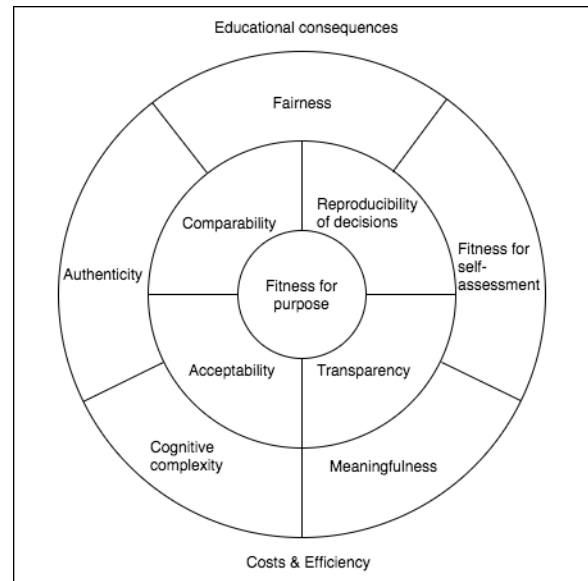 Educational consequences
Fairness
Comparability
Reproducibility
of decisions
Authenticity
Fitness for
purpose
Fitness for
self-
assessment
Acceptability
Transparency
Cognitive
complexity
Meaningfulness
Costs & Efficiency